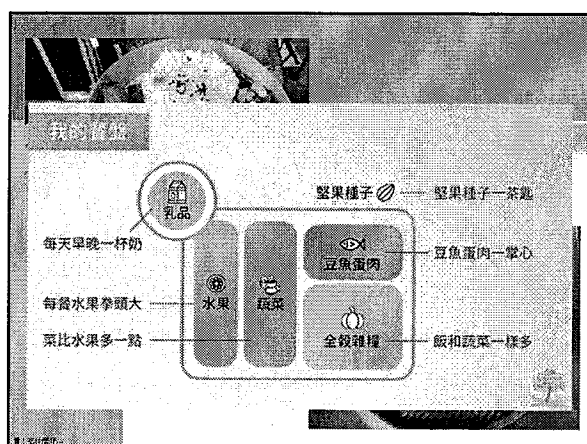 我的餐盤
乳品
堅果種子
堅果種子一茶匙
每天早晚一杯奶
豆魚蛋肉
豆魚蛋肉一掌心
水果
蔬菜
每餐水果拳頭大
菜比水果多一點
全穀雜糧
飯和蔬菜一樣多